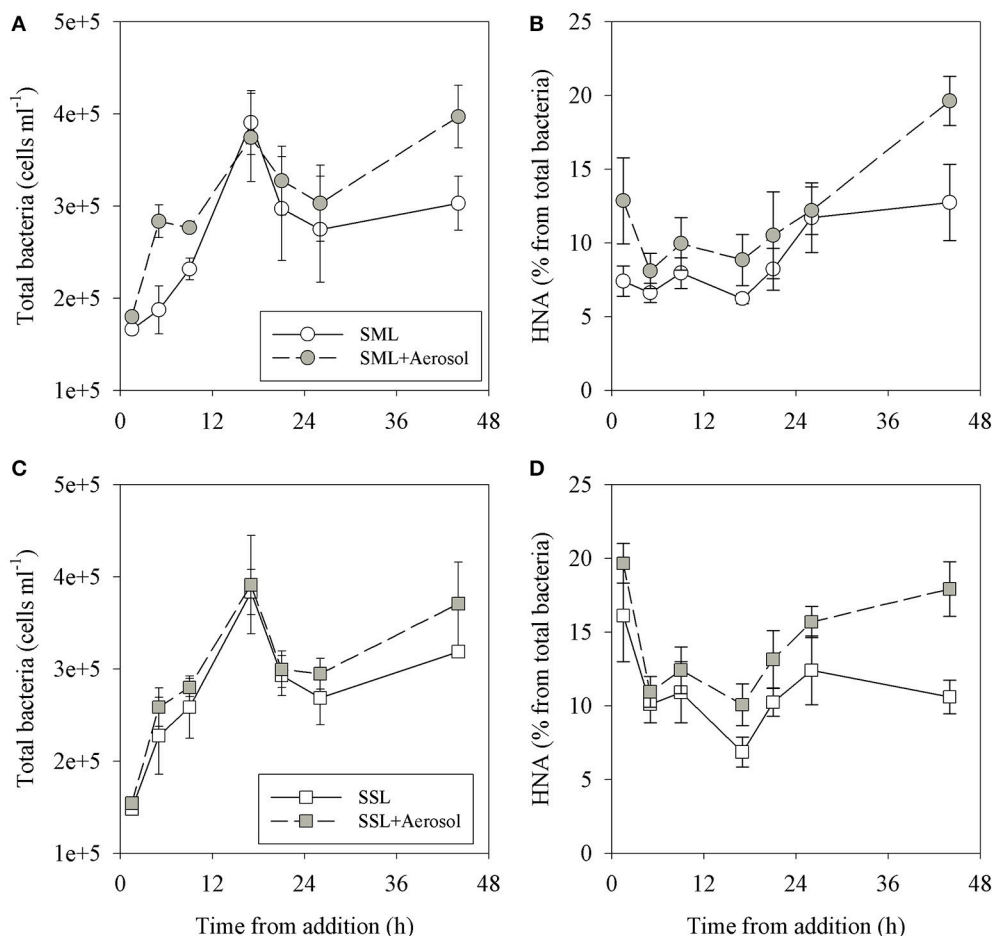 A
Total bacteria (cells ml⁻¹)
5e+5
4e+5
3e+5
2e+5
1e+5
0 12 24 36 48
SML
SML+Aerosol
B
HNA (% from total bacteria)
25
20
15
10
5
0
0 12 24 36 48
C
Total bacteria (cells ml⁻¹)
5e+5
4e+5
3e+5
2e+5
1e+5
0 12 24 36 48
Time from addition (h)
SSL
SSL+Aerosol
D
HNA (% from total bacteria)
25
20
15
10
5
0
0 12 24 36 48
Time from addition (h)